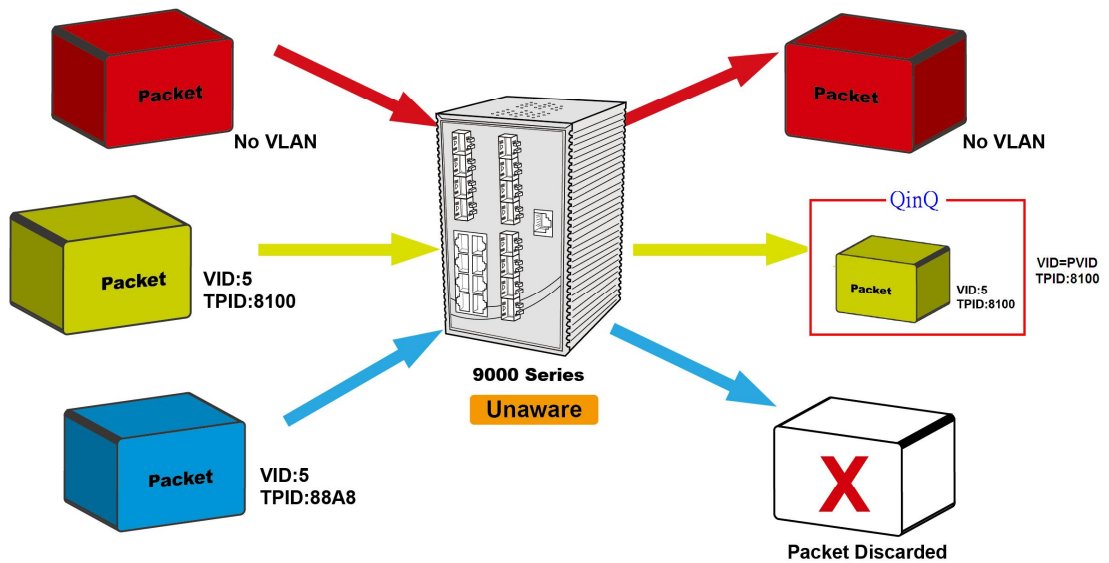 Packet
No VLAN
Packet
No VLAN
Packet
VID:5
TPID:8100
QinQ
Packet
VID:5
TPID:8100
VID=PVID
TPID:8100
9000 Series
Unaware
Packet
VID:5
TPID:88A8
X
Packet Discarded